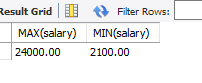 Result Grid Filter Rows:
MAX(salary) MIN(salary)
24000.00 2100.00